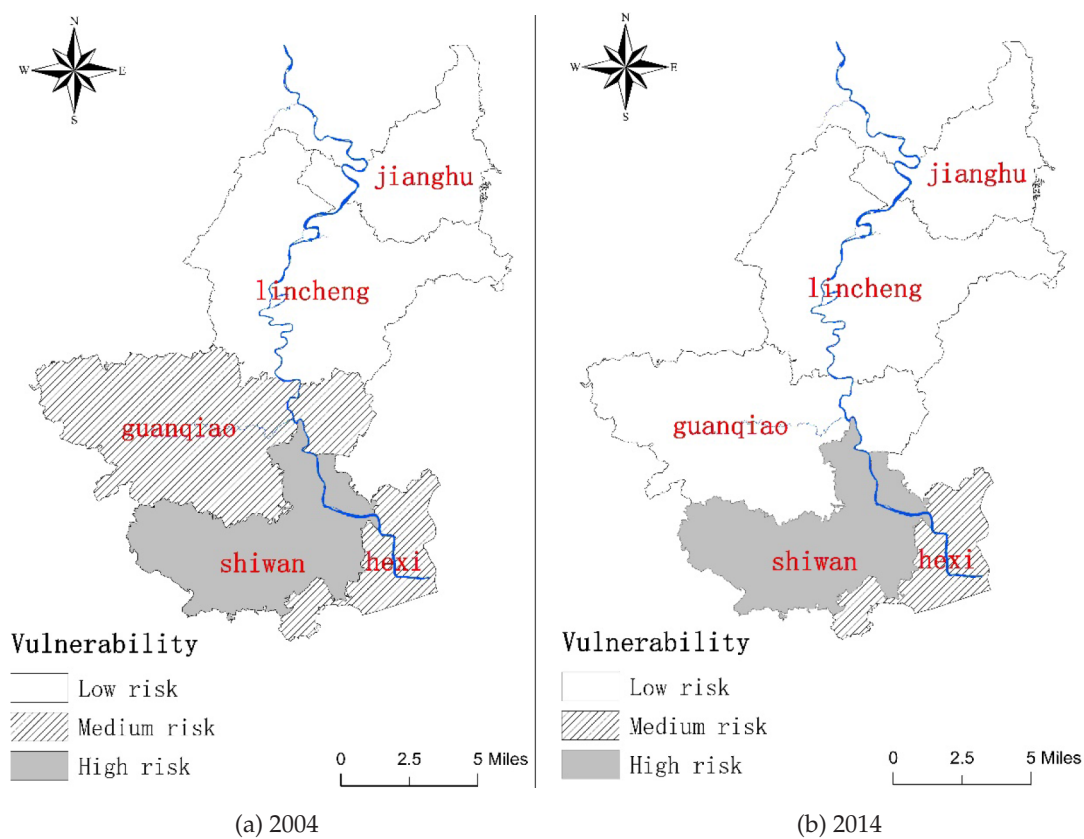 N
W E
S
jianghu
lincheng
guanqiao
shiwan
hexi
Vulnerability
Low risk
Medium risk
High risk
0 2.5 5 Miles
(a) 2004
N
W E
S
jianghu
lincheng
guanqiao
shiwan
hexi
Vulnerability
Low risk
Medium risk
High risk
0 2.5 5 Miles
(b) 2014